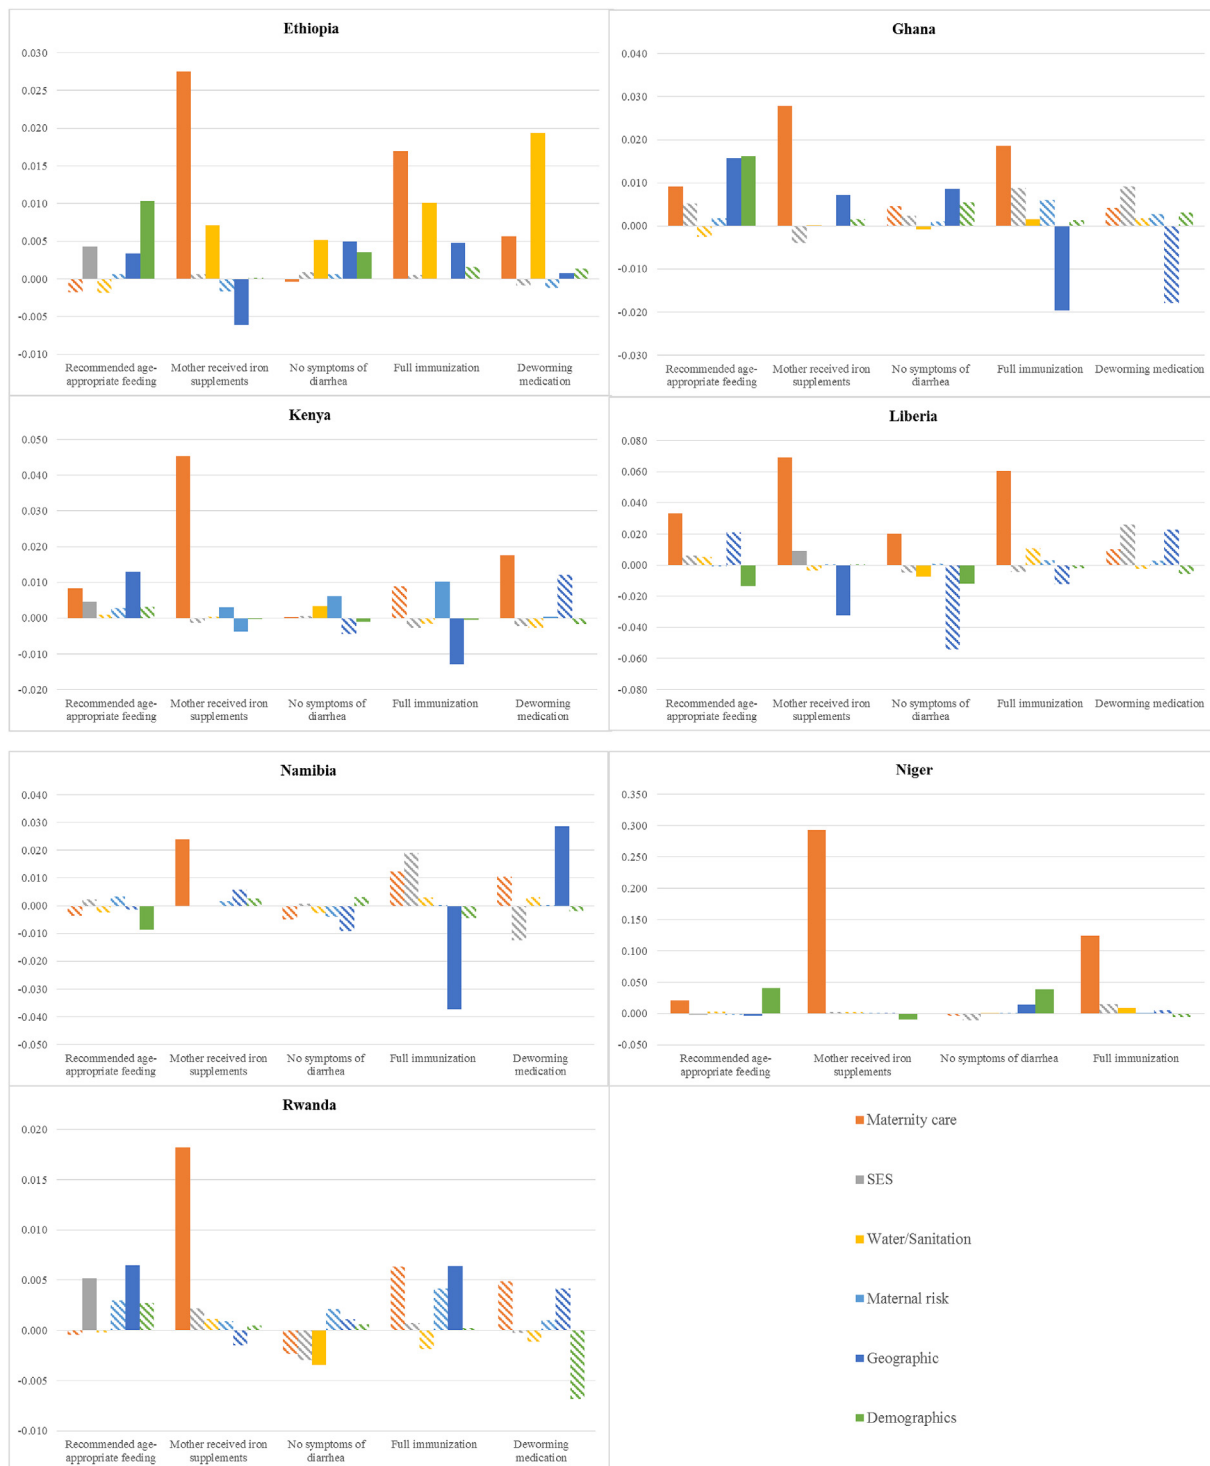 Ethiopia
0.030
0.025
0.020
0.015
0.010
0.005
0.000
-0.005
-0.010
Recommended age-
appropriate feeding
Mother received iron
supplements
No symptoms of
diarrhea
Full immunization
Deworming
medication
Ghana
0.040
0.030
0.020
0.010
0.000
-0.010
-0.020
-0.030
Recommended age-
appropriate feeding
Mother received iron
supplements
No symptoms of
diarrhea
Full immunization
Deworming medication
Kenya
0.050
0.040
0.030
0.020
0.010
0.000
-0.010
-0.020
Recommended age-
appropriate feeding
Mother received iron
supplements
No symptoms of
diarrhea
Full immunization
Deworming
medication
Liberia
0.080
0.060
0.040
0.020
0.000
-0.020
-0.040
-0.060
-0.080
Recommended age-
appropriate feeding
Mother received iron
supplements
No symptoms of
diarrhea
Full immunization
Deworming medication
Namibia
0.040
0.030
0.020
0.010
0.000
-0.010
-0.020
-0.030
-0.040
-0.050
Recommended age-
appropriate feeding
Mother received iron
supplements
No symptoms of
diarrhea
Full immunization
Deworming
medication
Niger
0.350
0.300
0.250
0.200
0.150
0.100
0.050
0.000
-0.050
Recommended age-
appropriate feeding
Mother received iron
supplements
No symptoms of diarrhea
Full immunization
Rwanda
0.020
0.015
0.010
0.005
0.000
-0.005
-0.010
Recommended age-
appropriate feeding
Mother received iron
supplements
No symptoms of
diarrhea
Full immunization
Deworming
medication
Maternity care
SES
Water/Sanitation
Maternal risk
Geographic
Demographics